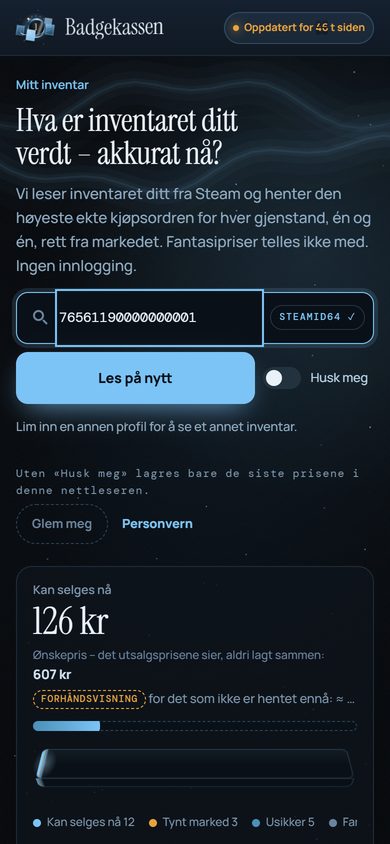 Badgekassen
Oppdatert for 46 t siden
Mitt inventar
Hva er inventaret ditt
verdt – akkurat nå?
Vi leser inventaret ditt fra Steam og henter den
høyeste ekte kjøpsordren for hver gjenstand, én og
én, rett fra markedet. Fantasipriser telles ikke med.
Ingen innlogging.
76561190000000001
STEAMID64 ✓
Les på nytt
Husk meg
Lim inn en annen profil for å se et annet inventar.
Uten «Husk meg» lagres bare de siste prisene i
denne nettleseren.
Glem meg
Personvern
Kan selges nå
126 kr
Ønskepris – det utsalgsprisene sier, aldri lagt sammen:
607 kr
FORHÅNDSVISNING for det som ikke er hentet ennå: ≈ …
Kan selges nå 12
Tynt marked 3
Usikker 5